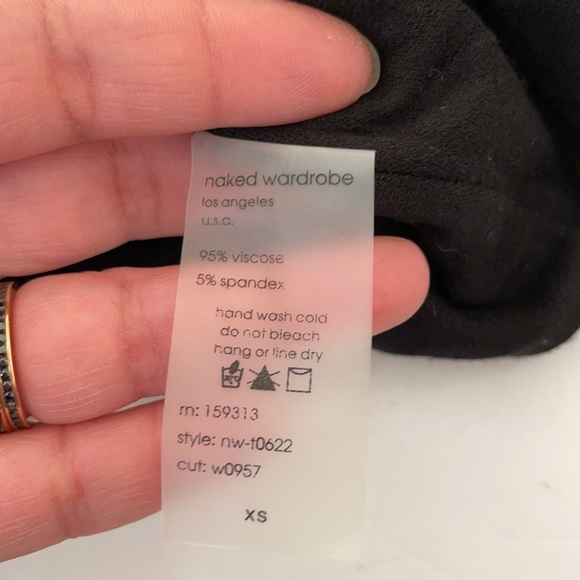 naked wardrobe
los angeles
u.s.a.
95% viscose
5% spandex
hand wash cold
do not bleach
hang or line dry
rn: 159313
style: nw-t0622
cut: w0957
xs